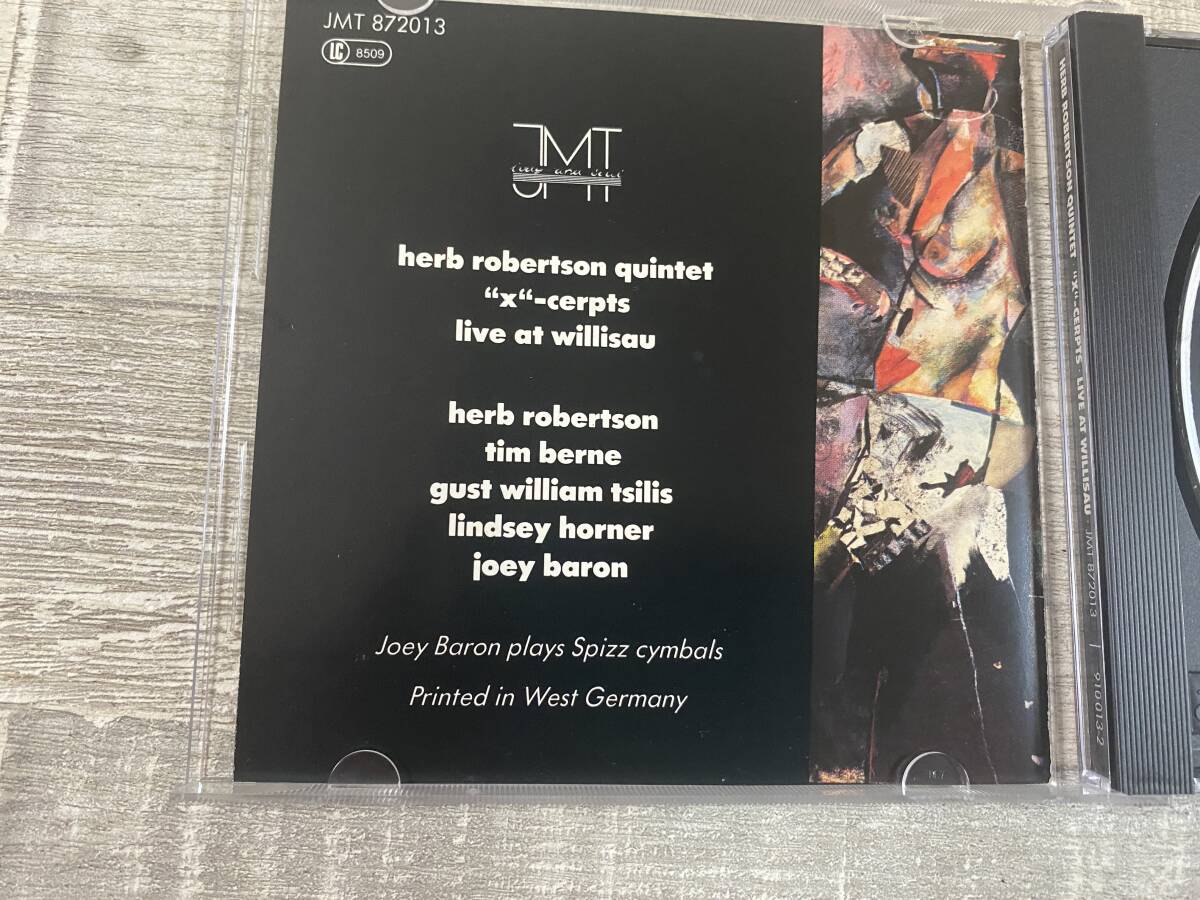 JMT 872013
LC 8509
JMT
herb robertson quintet
“x“-cerpts
live at willisau
herb robertson
tim berne
gust william tsilis
lindsey horner
joey baron
Joey Baron plays Spizz cymbals
Printed in West Germany
HERB ROBERTSON QUINTET “X“-CERPTS · LIVE AT WILLISAU JMT 872013 | 910013-2